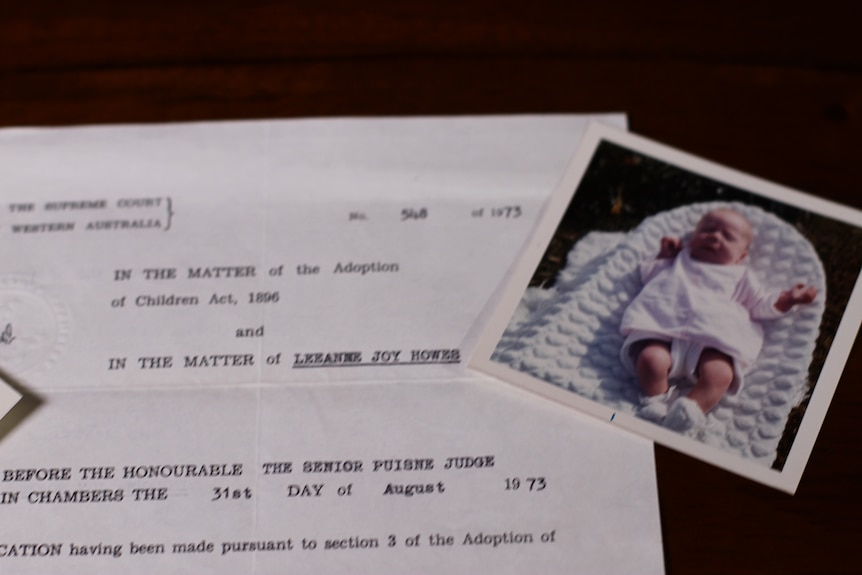 THE SUPREME COURT }
WESTERN AUSTRALIA }
No. 548 of 1973
IN THE MATTER of the Adoption
of Children Act, 1896
and
IN THE MATTER of LEEANNE JOY HOWES
BEFORE THE HONOURABLE THE SENIOR PUISNE JUDGE
IN CHAMBERS THE 31st DAY of August 1973
CATION having been made pursuant to section 3 of the Adoption of